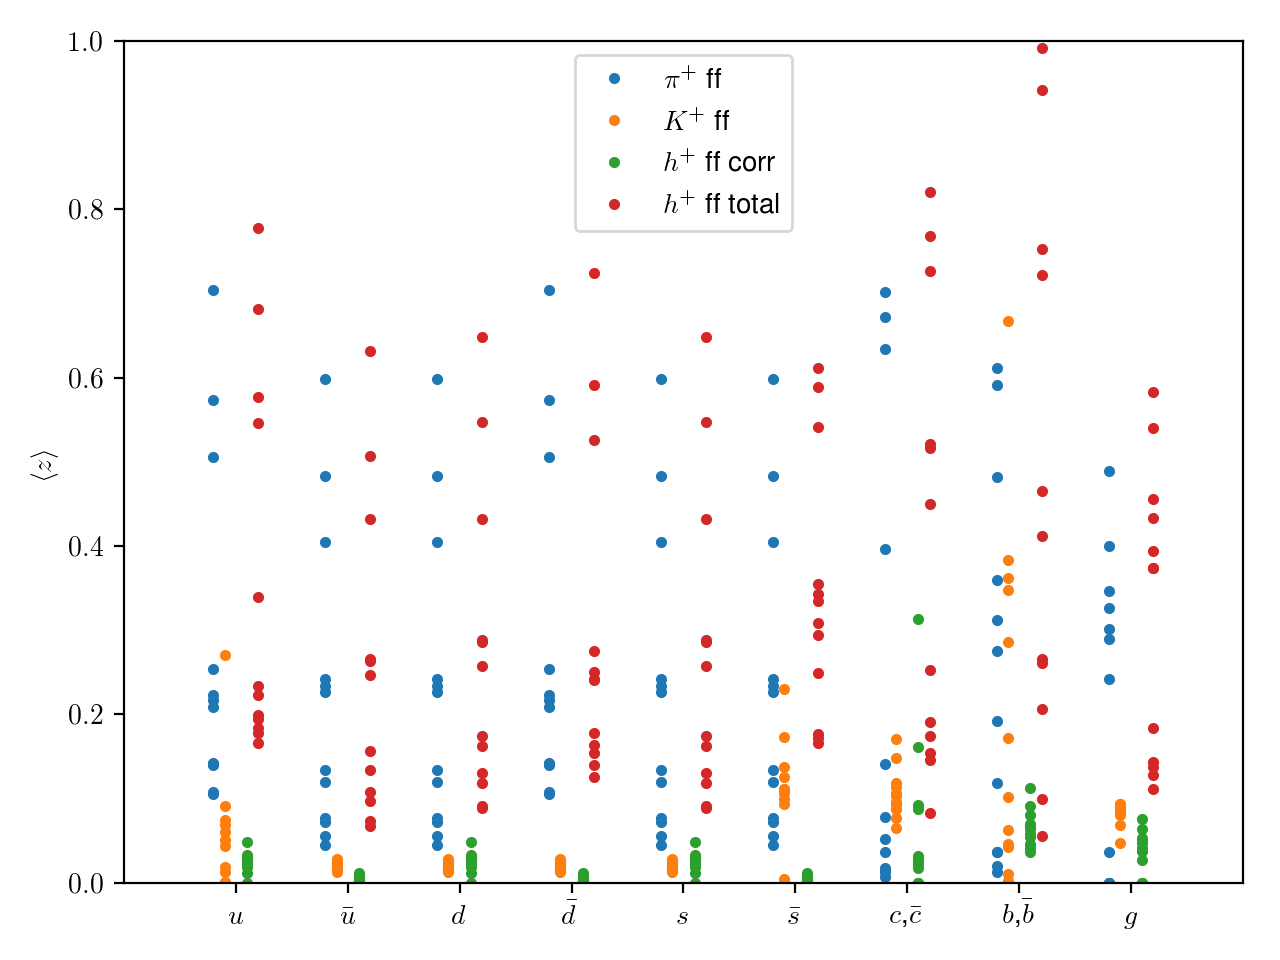 1.0
π⁺ ff
K⁺ ff
h⁺ ff corr
h⁺ ff total
0.8
0.6
⟨z⟩
0.4
0.2
0.0
u ū d d̄ s s̄ c,c̄ b,b̄ g